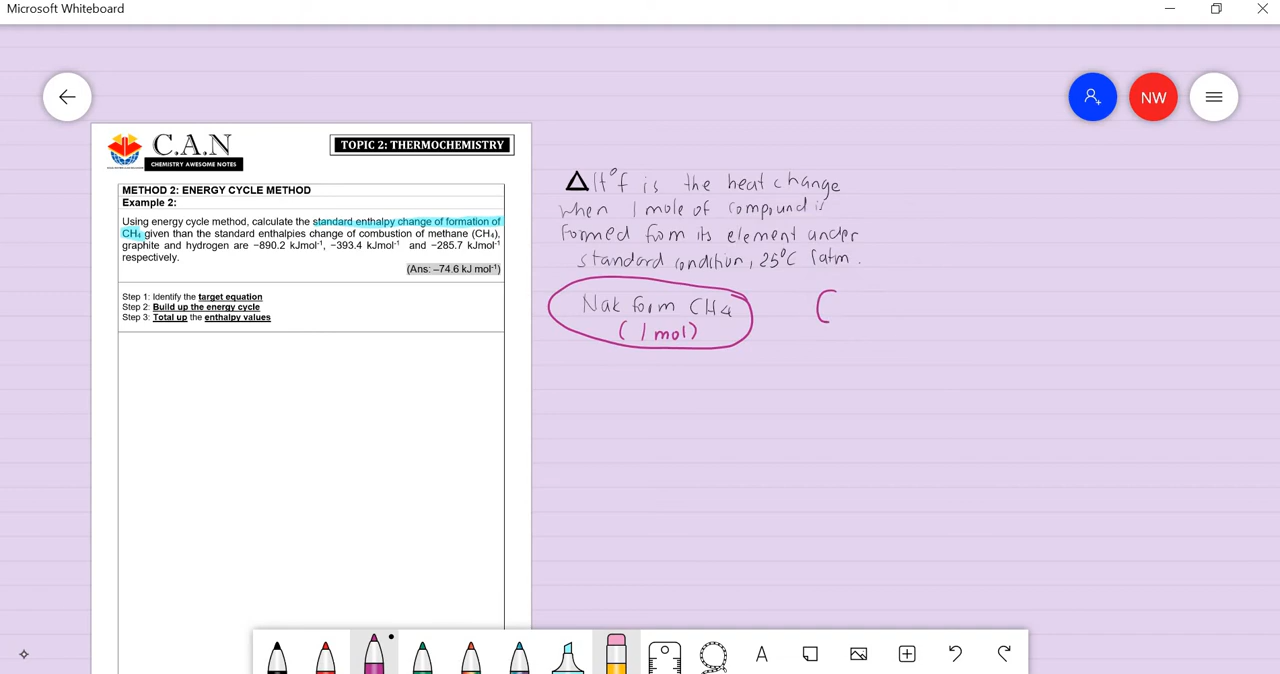 Microsoft Whiteboard
NW
C.A.N
CHEMISTRY AWESOME NOTES
TOPIC 2: THERMOCHEMISTRY
METHOD 2: ENERGY CYCLE METHOD
Example 2:
Using energy cycle method, calculate the standard enthalpy change of formation of
CH₄ given than the standard enthalpies change of combustion of methane (CH₄),
graphite and hydrogen are −890.2 kJmol⁻¹, −393.4 kJmol⁻¹ and −285.7 kJmol⁻¹
respectively.
(Ans: –74.6 kJ mol⁻¹)
Step 1: Identify the target equation
Step 2: Build up the energy cycle
Step 3: Total up the enthalpy values
ΔH°f is the heat change
when 1 mole of compound is
formed from its element under
standard condition, 25°C 1atm.
Nak form CH₄
(1 mol)
(
A